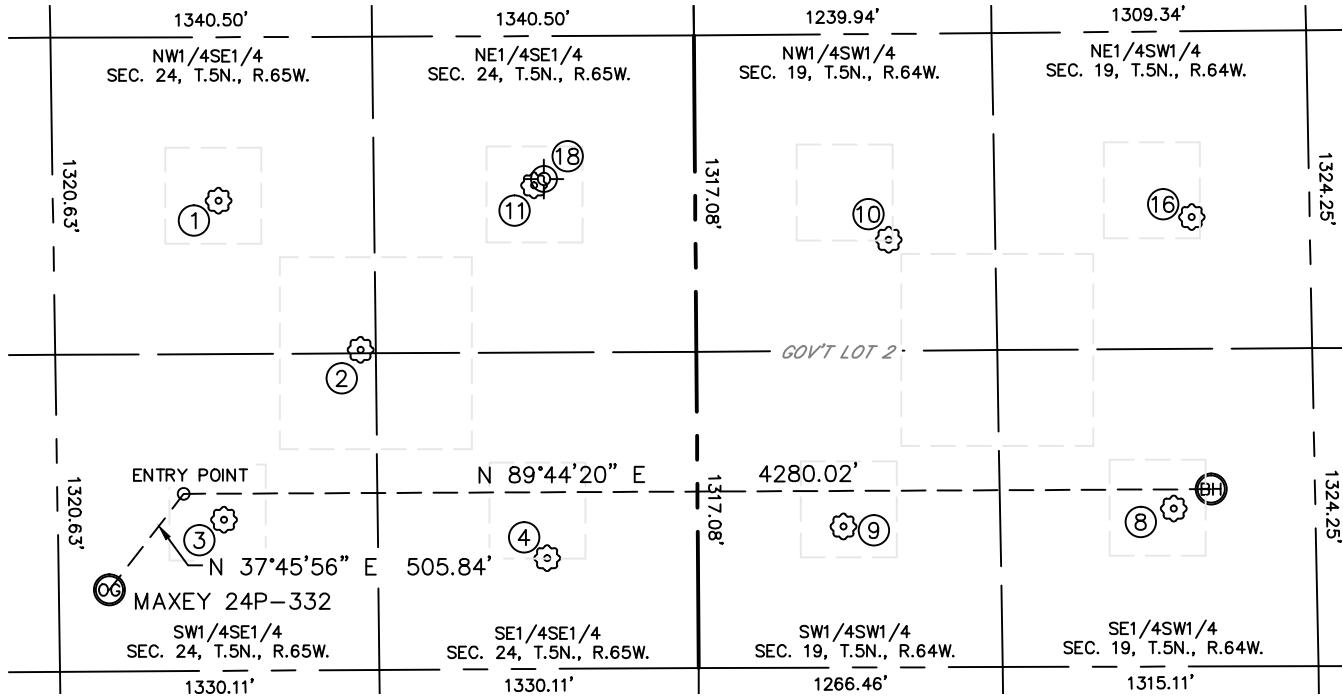 1340.50’
1340.50’
1239.94’
1309.34’
NW1/4SE1/4
SEC. 24, T.5N., R.65W.
NE1/4SE1/4
SEC. 24, T.5N., R.65W.
NW1/4SW1/4
SEC. 19, T.5N., R.64W.
NE1/4SW1/4
SEC. 19, T.5N., R.64W.
1320.63’
1317.08’
1324.25’
18
1
11
10
16
2
GOV’T LOT 2
ENTRY POINT
N 89°44’20” E 4280.02’
1320.63’
1317.08’
1324.25’
BH
3
4
9
8
N 37°45’56” E 505.84’
OG
MAXEY 24P–332
SW1/4SE1/4
SEC. 24, T.5N., R.65W.
SE1/4SE1/4
SEC. 24, T.5N., R.65W.
SW1/4SW1/4
SEC. 19, T.5N., R.64W.
SE1/4SW1/4
SEC. 19, T.5N., R.64W.
1330.11’
1330.11’
1266.46’
1315.11’